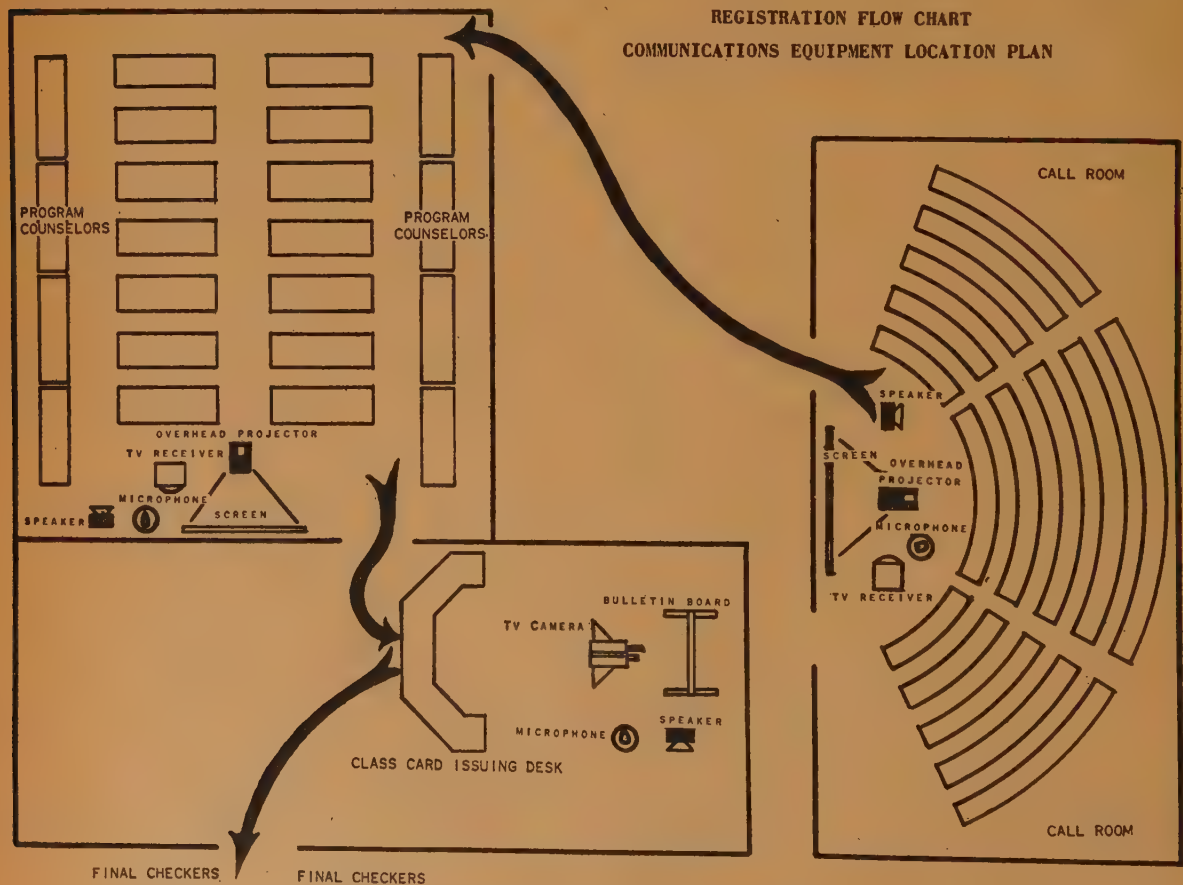 REGISTRATION FLOW CHART
COMMUNICATIONS EQUIPMENT LOCATION PLAN
CALL ROOM
PROGRAM
COUNSELORS
PROGRAM
COUNSELORS
SPEAKER
SCREEN
OVERHEAD
PROJECTOR
MICROPHONE
TV RECEIVER
OVERHEAD PROJECTOR
TV RECEIVER
MICROPHONE
SPEAKER
SCREEN
BULLETIN BOARD
TV CAMERA
MICROPHONE
SPEAKER
CLASS CARD ISSUING DESK
CALL ROOM
FINAL CHECKERS
FINAL CHECKERS